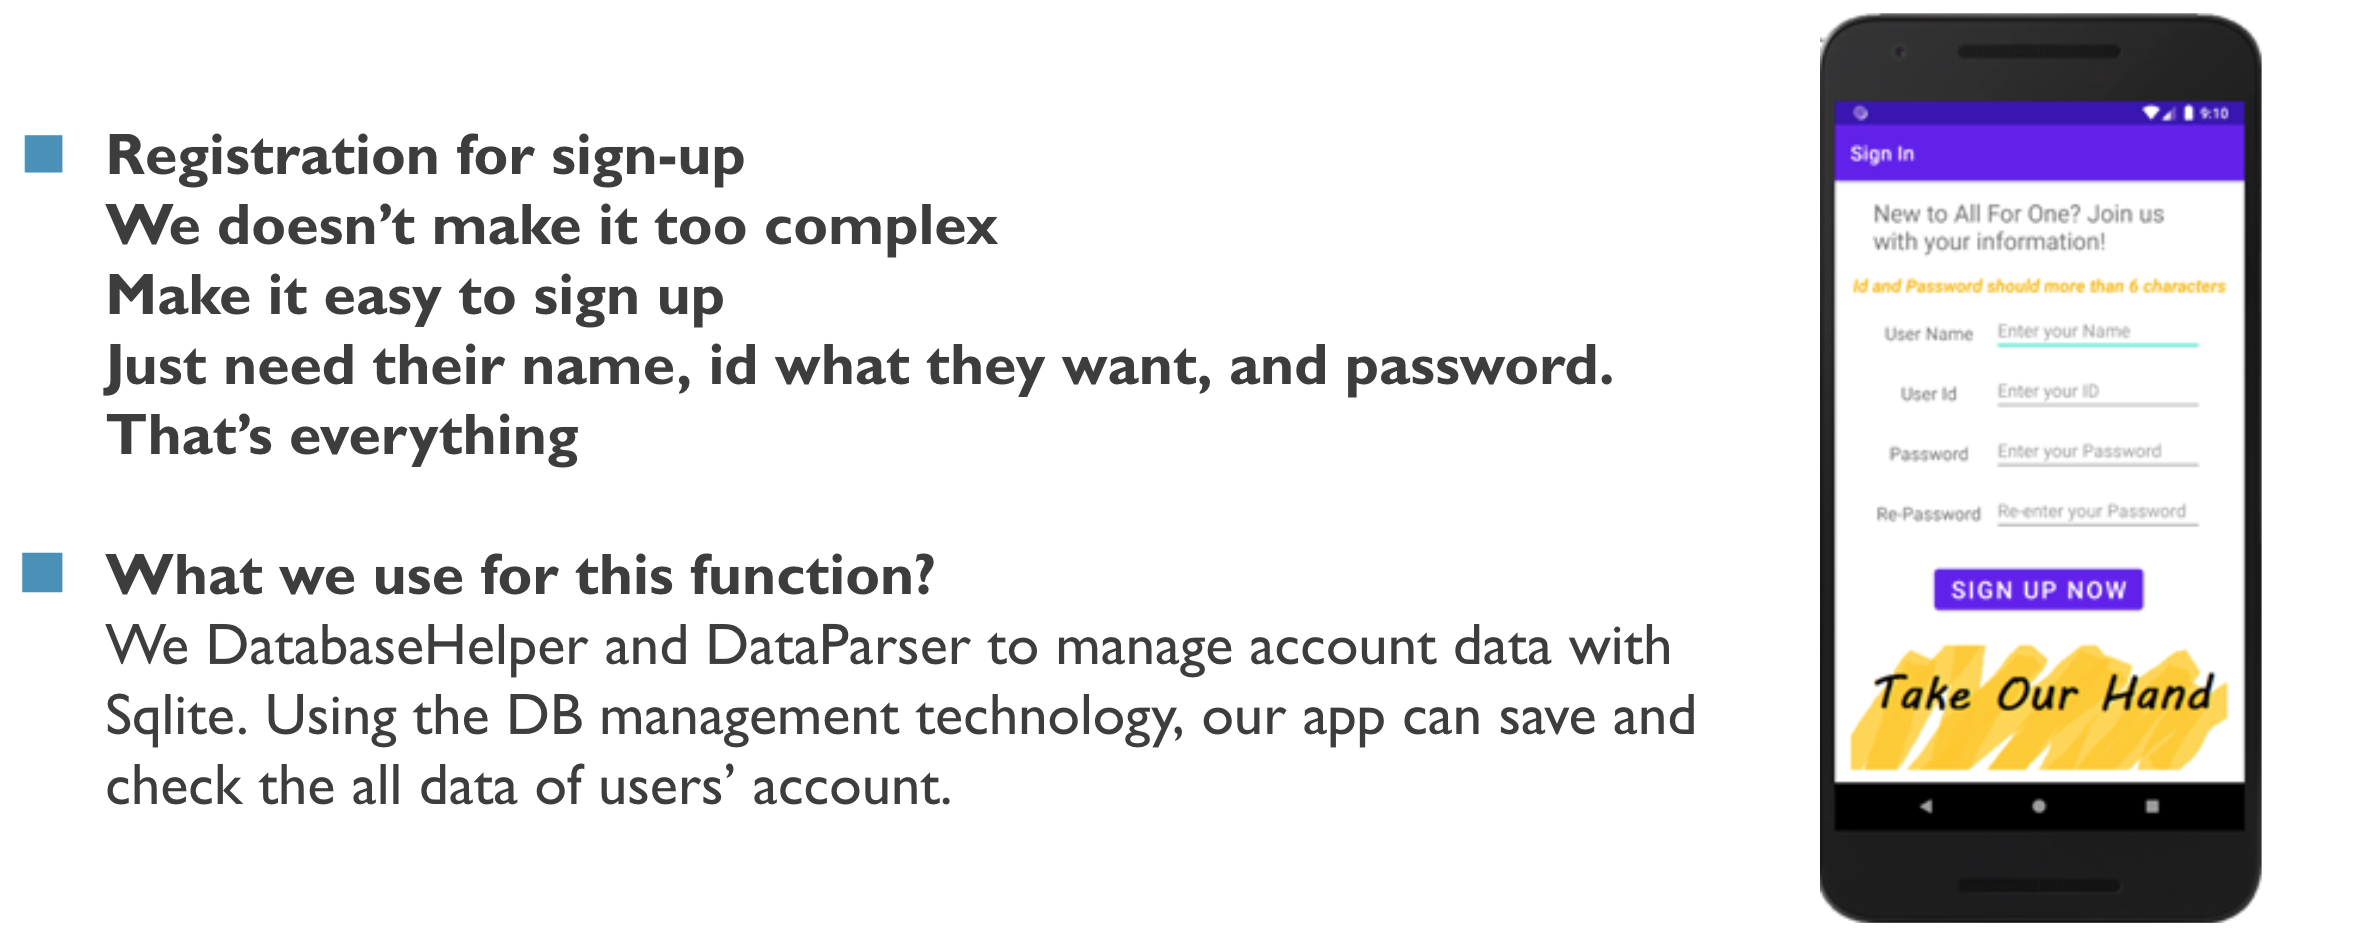 Registration for sign-up
We doesn’t make it too complex
Make it easy to sign up
Just need their name, id what they want, and password.
That’s everything
What we use for this function?
We DatabaseHelper and DataParser to manage account data with
Sqlite. Using the DB management technology, our app can save and
check the all data of users’ account.
9:10
Sign In
New to All For One? Join us
with your information!
Id and Password should more than 6 characters
User Name Enter your Name
User Id Enter your ID
Password Enter your Password
Re-Password Re-enter your Password
SIGN UP NOW
Take Our Hand